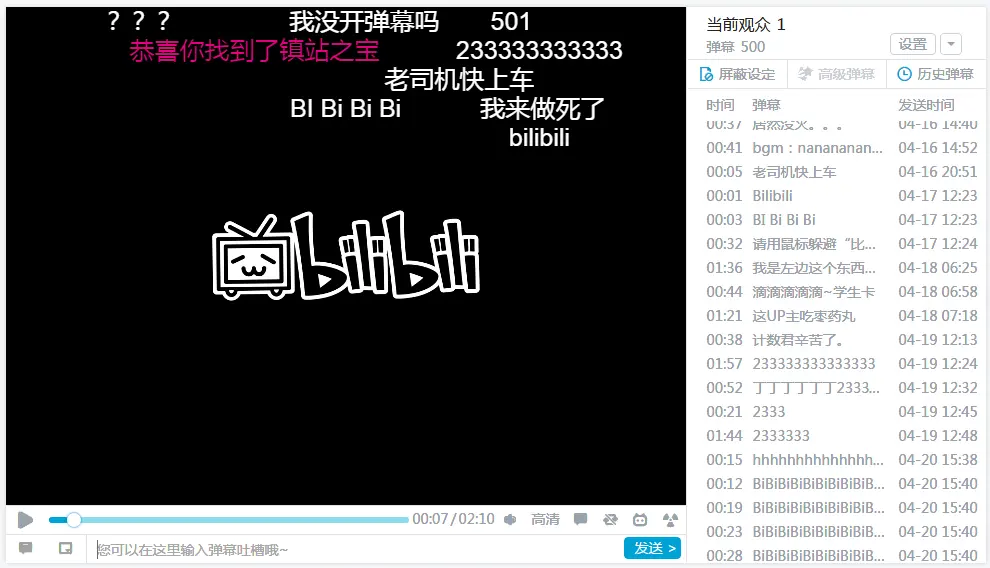 ？？？ 我没开弹幕吗 501
恭喜你找到了镇站之宝 233333333333
老司机快上车
BI Bi Bi Bi 我来做死了
bilibili
bilibili
00:07/02:10 高清
您可以在这里输入弹幕吐槽哦~ 发送 >
当前观众 1
弹幕 500 设置
屏蔽设定 高级弹幕 历史弹幕
时间 弹幕 发送时间
00:37 居然没火。。。 04-16 14:40
00:41 bgm：nanananan... 04-16 14:52
00:05 老司机快上车 04-16 20:51
00:01 Bilibili 04-17 12:23
00:03 BI Bi Bi Bi 04-17 12:23
00:32 请用鼠标躲避“比... 04-17 12:24
01:36 我是左边这个东西... 04-18 06:25
00:44 滴滴滴滴滴~学生卡 04-18 06:58
01:21 这UP主吃枣药丸 04-18 07:18
00:38 计数君辛苦了。 04-19 12:13
01:57 233333333333333 04-19 12:24
00:52 丁丁丁丁丁丁2333... 04-19 12:32
00:21 2333 04-19 12:45
01:44 2333333 04-19 12:48
00:15 hhhhhhhhhhhhhh... 04-20 15:38
00:12 BiBiBiBiBiBiBiBiB... 04-20 15:40
00:19 BiBiBiBiBiBiBiBiB... 04-20 15:40
00:23 BiBiBiBiBiBiBiBiB... 04-20 15:40
00:28 BiBiBiBiBiBiBiBiB... 04-20 15:40